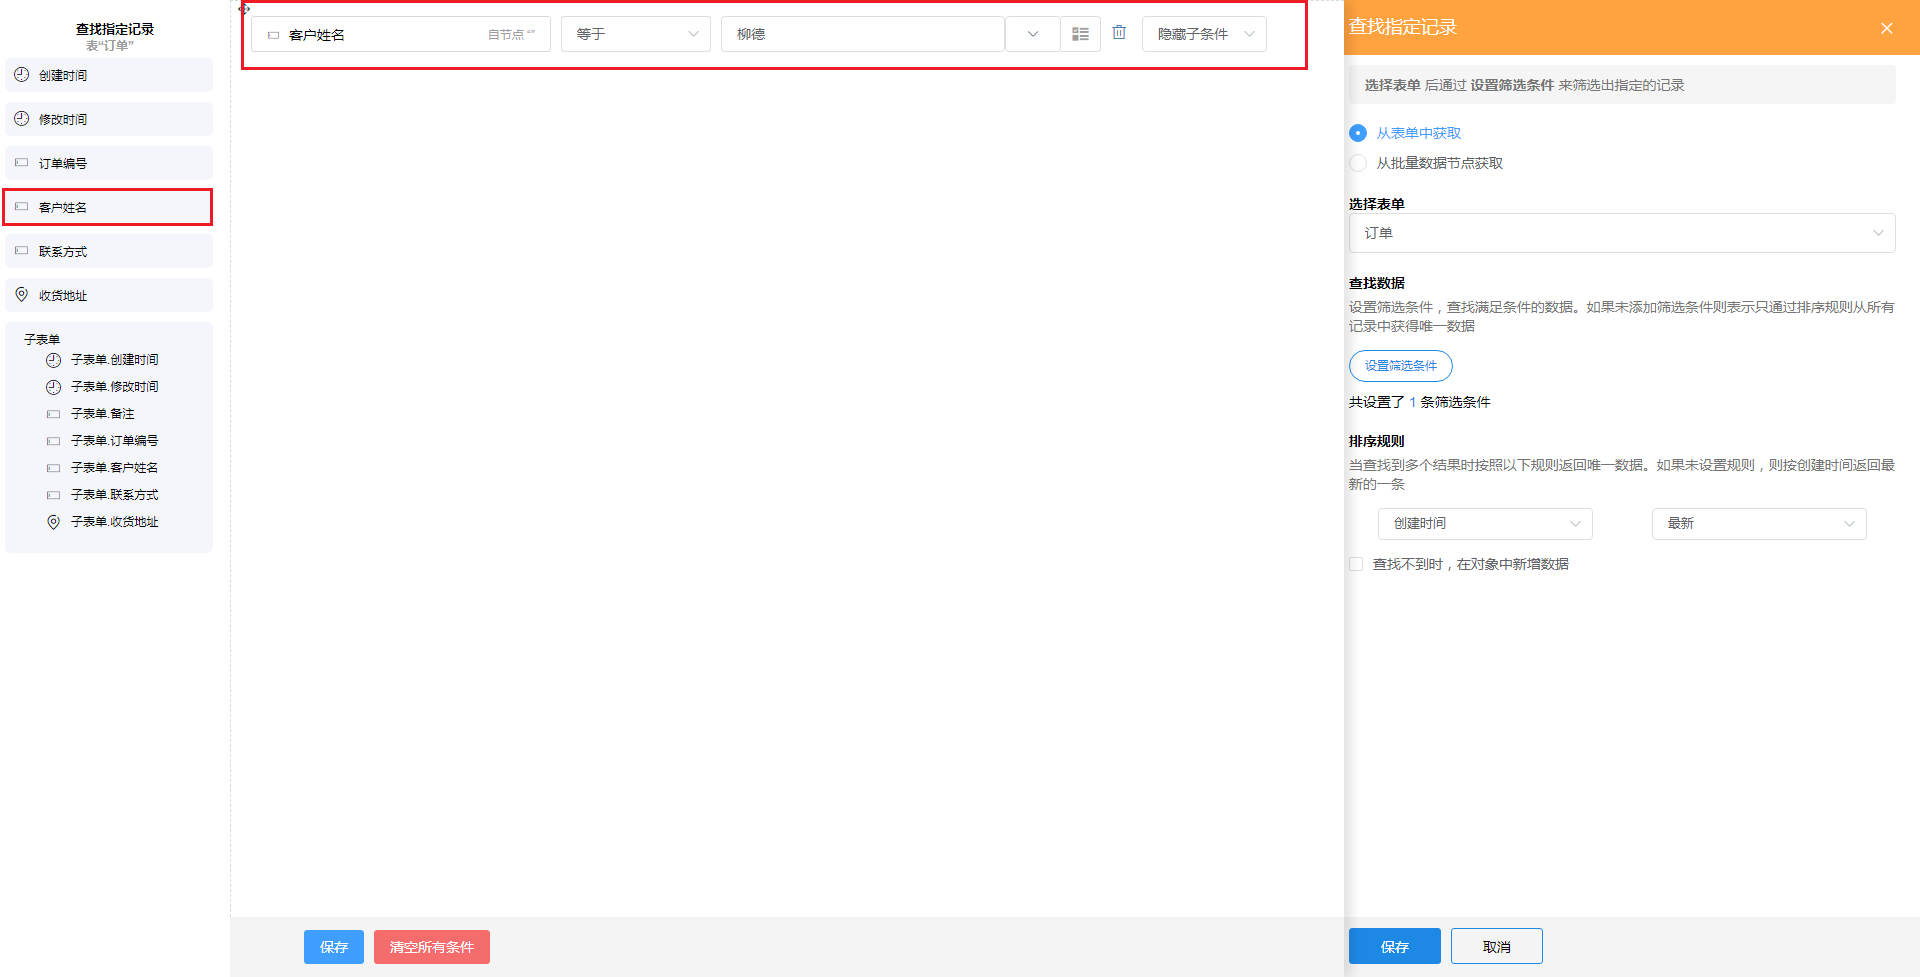 查找指定记录
表“订单”
创建时间
修改时间
订单编号
客户姓名
联系方式
收货地址
子表单
子表单.创建时间
子表单.修改时间
子表单.备注
子表单.订单编号
子表单.客户姓名
子表单.联系方式
子表单.收货地址
客户姓名 自节点 “” 等于 柳德 隐藏子条件
保存 清空所有条件
查找指定记录
选择表单 后通过 设置筛选条件 来筛选出指定的记录
从表单中获取
从批量数据节点获取
选择表单
订单
查找数据
设置筛选条件，查找满足条件的数据。如果未添加筛选条件则表示只通过排序规则从所有
记录中获得唯一数据
设置筛选条件
共设置了 1 条筛选条件
排序规则
当查找到多个结果时按照以下规则返回唯一数据。如果未设置规则，则按创建时间返回最
新的一条
创建时间 最新
查找不到时，在对象中新增数据
保存 取消